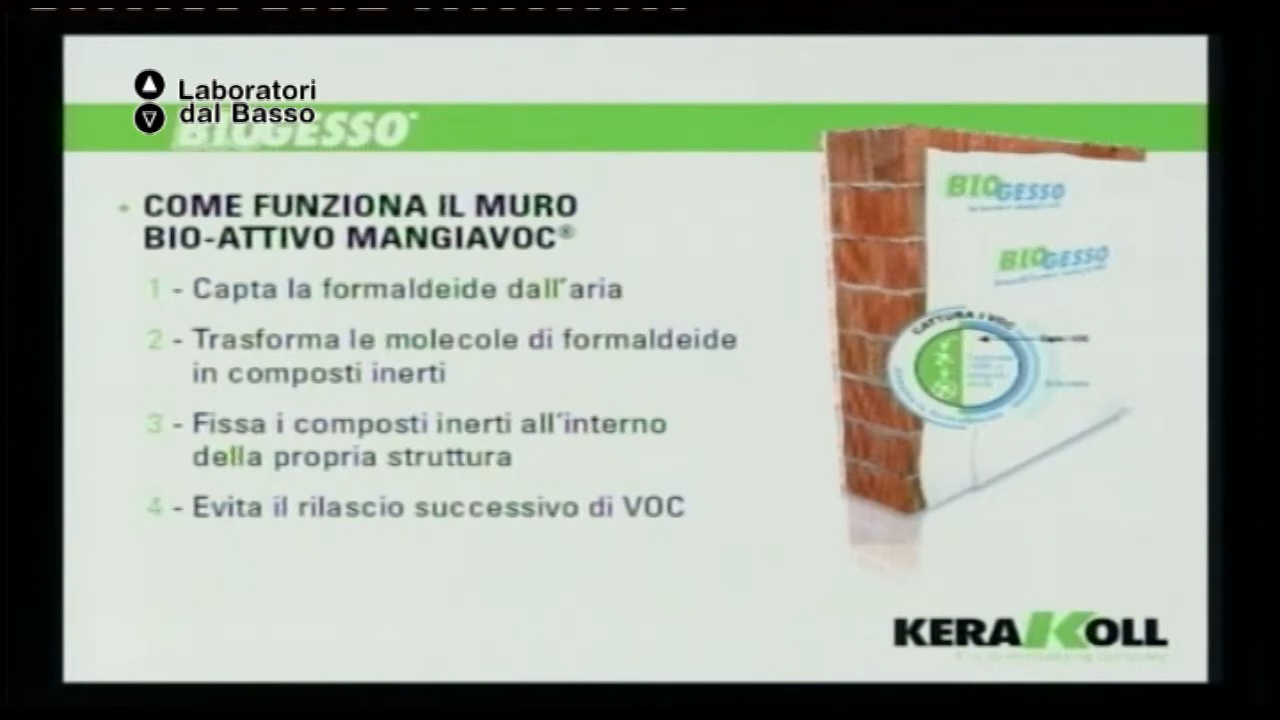 Laboratori
dal Basso
BIOGESSO
COME FUNZIONA IL MURO
BIO-ATTIVO MANGIAVOC®
1 - Capta la formaldeide dall'aria
2 - Trasforma le molecole di formaldeide
in composti inerti
3 - Fissa i composti inerti all'interno
della propria struttura
4 - Evita il rilascio successivo di VOC
BIOGESSO
BIOGESSO
CATTURA I VOC
KERAKOLL